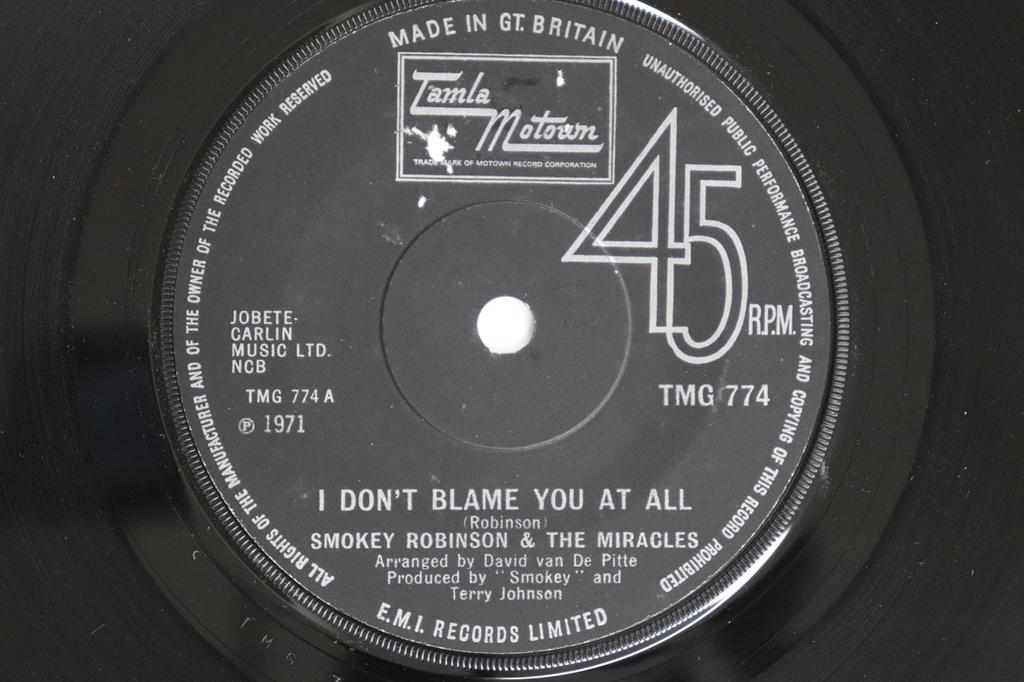 MADE IN GT. BRITAIN
Tamla
Motown
TRADE MARK OF MOTOWN RECORD CORPORATION
UNAUTHORISED PUBLIC PERFORMANCE BROADCASTING AND COPYING OF THIS RECORD PROHIBITED
ALL RIGHTS OF THE MANUFACTURER AND OF THE OWNER OF THE RECORDED WORK RESERVED
45
R.P.M.
JOBETE-
CARLIN
MUSIC LTD.
NCB
TMG 774 A
℗ 1971
TMG 774
I DON'T BLAME YOU AT ALL
(Robinson)
SMOKEY ROBINSON & THE MIRACLES
Arranged by David van De Pitte
Produced by "Smokey" and
Terry Johnson
E.M.I. RECORDS LIMITED
T M G